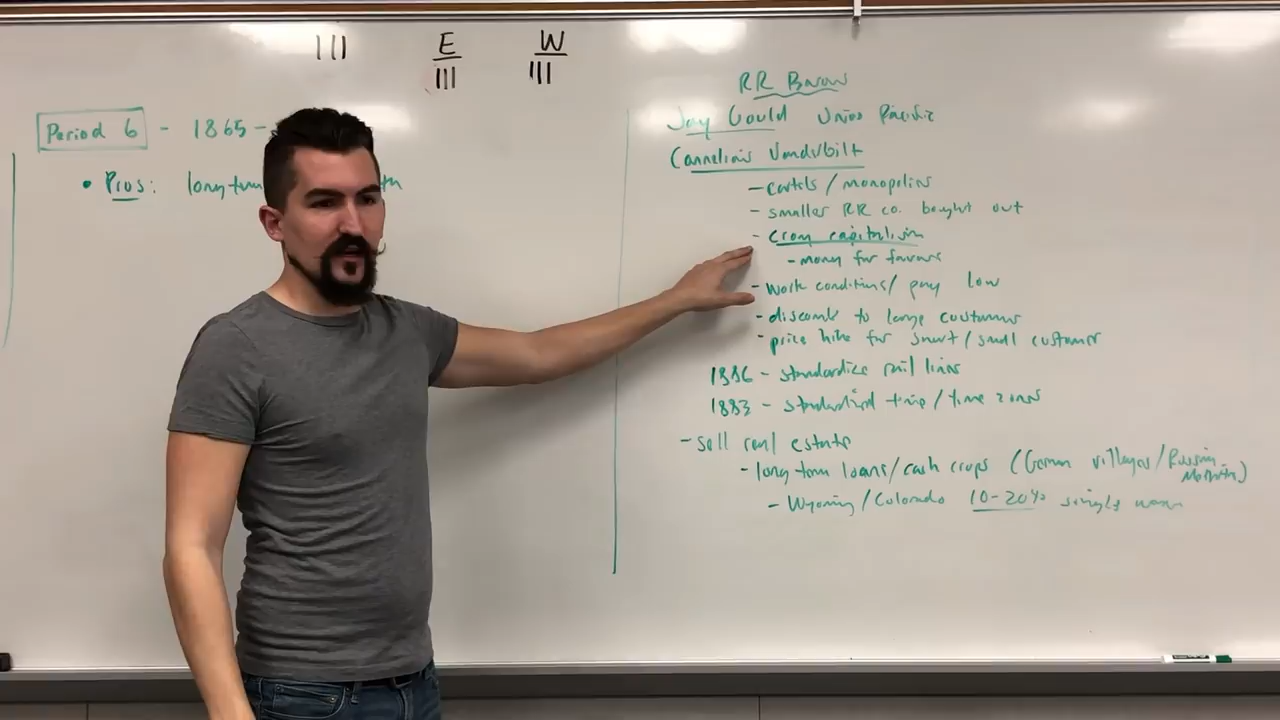 III E W
III III
Period 6 - 1865-
• Pros: long term th
RR Barons
Jay Gould Union Pacific
Cornelius Vanderbilt
- cartels / monopolies
- smaller RR co. bought out
- crony capitalism
- money for favors
- work conditions / pay low
- discounts to large customers
- price hike for short / small customer
1886 - standardize rail lines
1883 - standardized time / time zones
- sell real estate
- long term loans / cash crops (German villages / Russian
- Wyoming / Colorado 10-20% single women